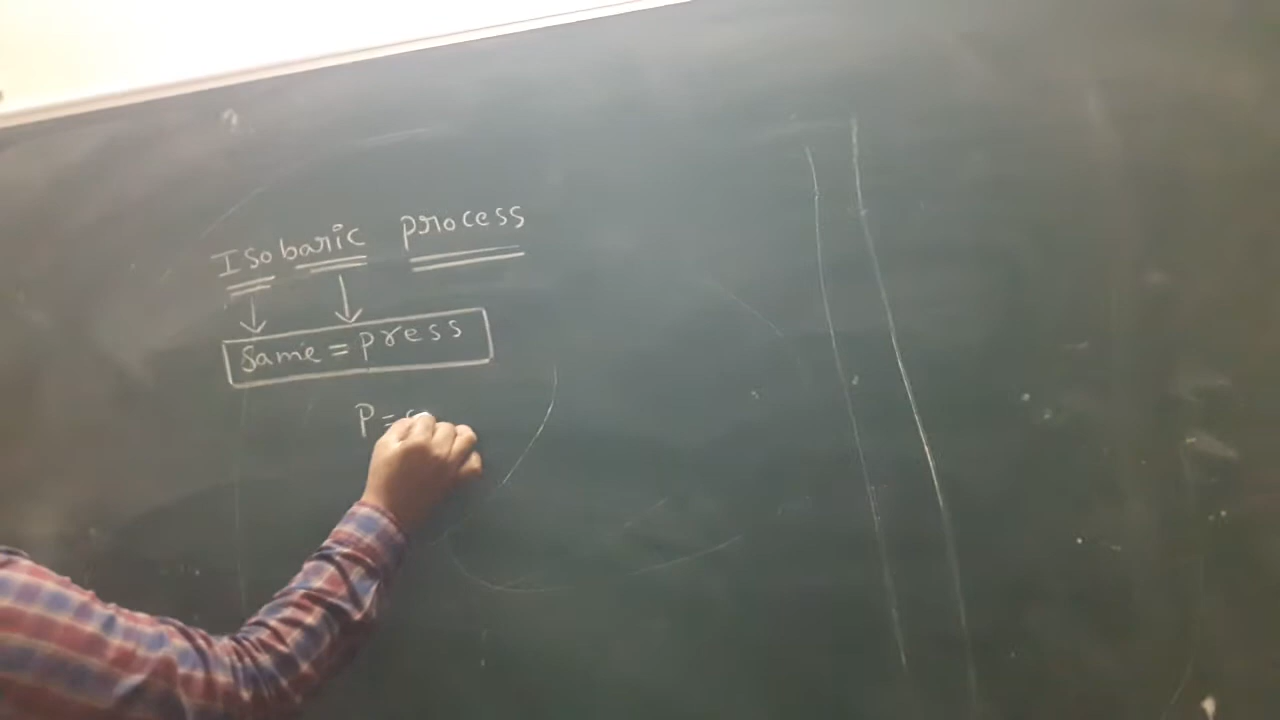 Isobaric process
Same = press
P =